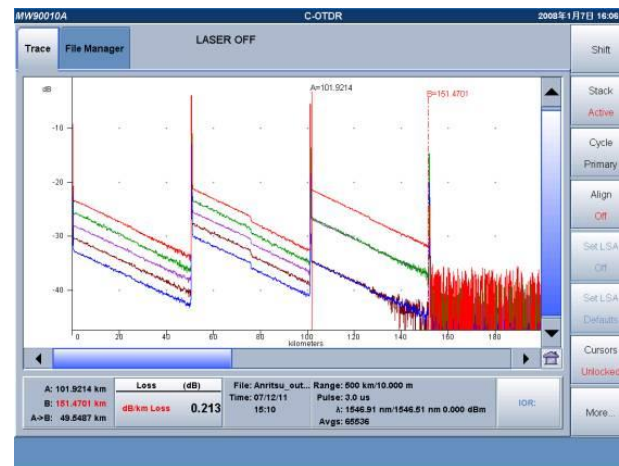 MW90010A C-OTDR 2008年1月7日 16:06
Trace File Manager LASER OFF
Shift
Stack
Active
Cycle
Primary
Align
Off
Set LSA
Off
Set LSA
Defaults
Cursors
Unlocked
More...
dB
A=101.9214
B=151.4701
-10
-20
-30
-40
0 20 40 60 80 100 120 140 160 180
kilometers
A: 101.9214 km
B: 151.4701 km
A->B: 49.5487 km
Loss (dB)
dB/km Loss 0.213
File: Anritsu_out...
Time: 07/12/11
15:10
Range: 500 km/10.000 m
Pulse: 3.0 us
λ: 1546.91 nm/1546.51 nm 0.000 dBm
Avgs: 65536
IOR: